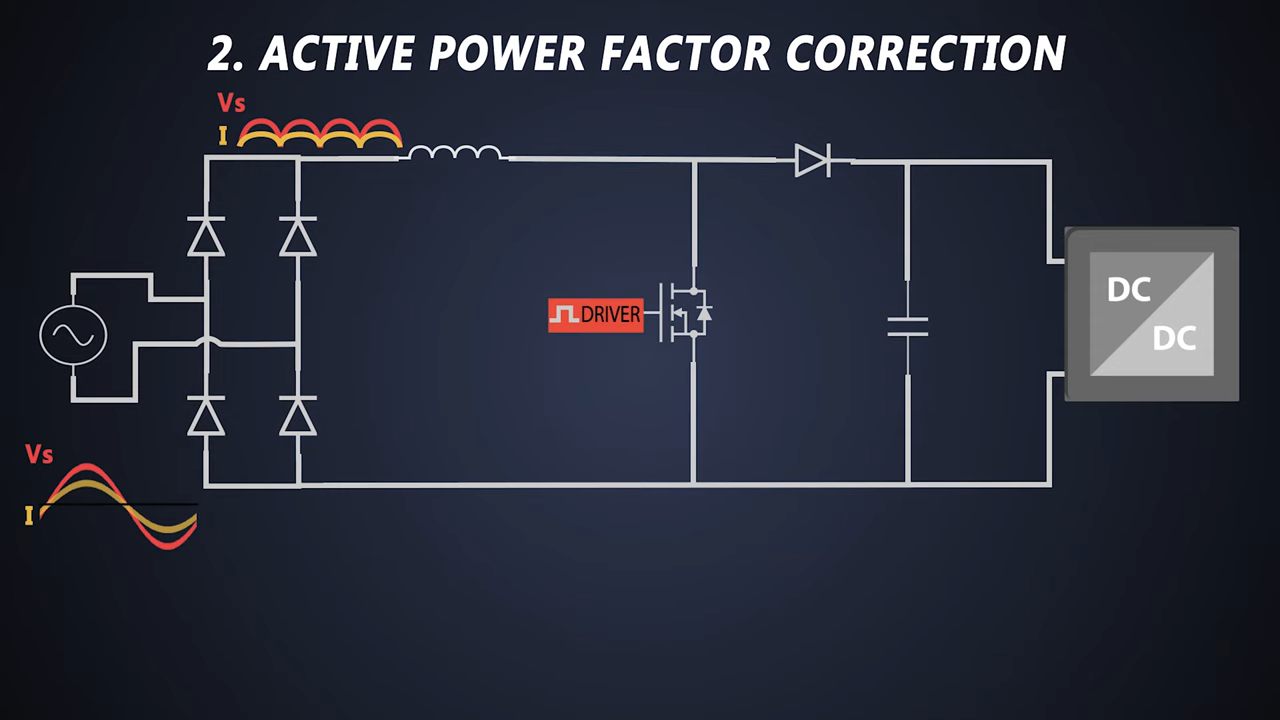 2. ACTIVE POWER FACTOR CORRECTION
Vs
I
DRIVER
DC
DC
Vs
I